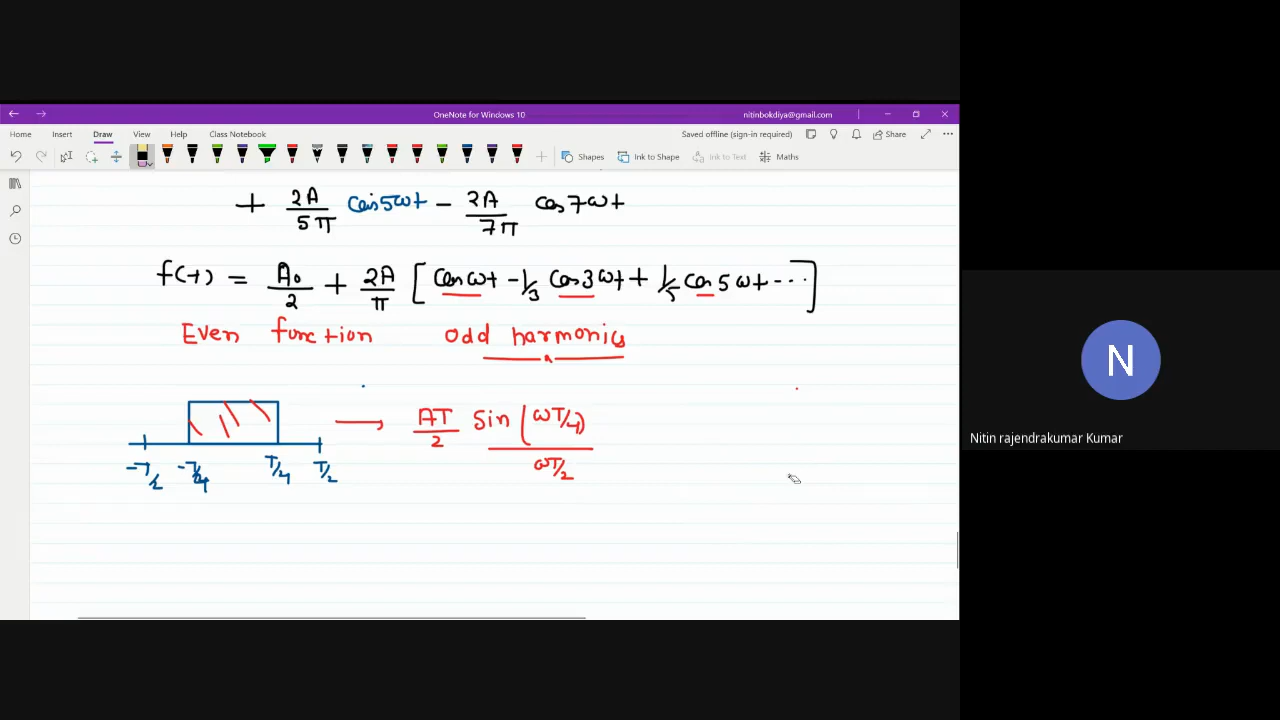 OneNote for Windows 10
nitinbokdiya@gmail.com
Home Insert Draw View Help Class Notebook
Saved offline (sign-in required) Share
Shapes Ink to Shape Ink to Text Maths
+ 2A/5π cos5ωt - 2A/7π cos7ωt
f(t) = A₀/2 + 2A/π [cosωt - 1/3 cos3ωt + 1/5 cos5ωt - ...]
Even function odd harmonics
AT/2 Sin (ωT/4) / ωT/2
-T/2 -T/4 T/4 T/2
N
Nitin rajendrakumar Kumar